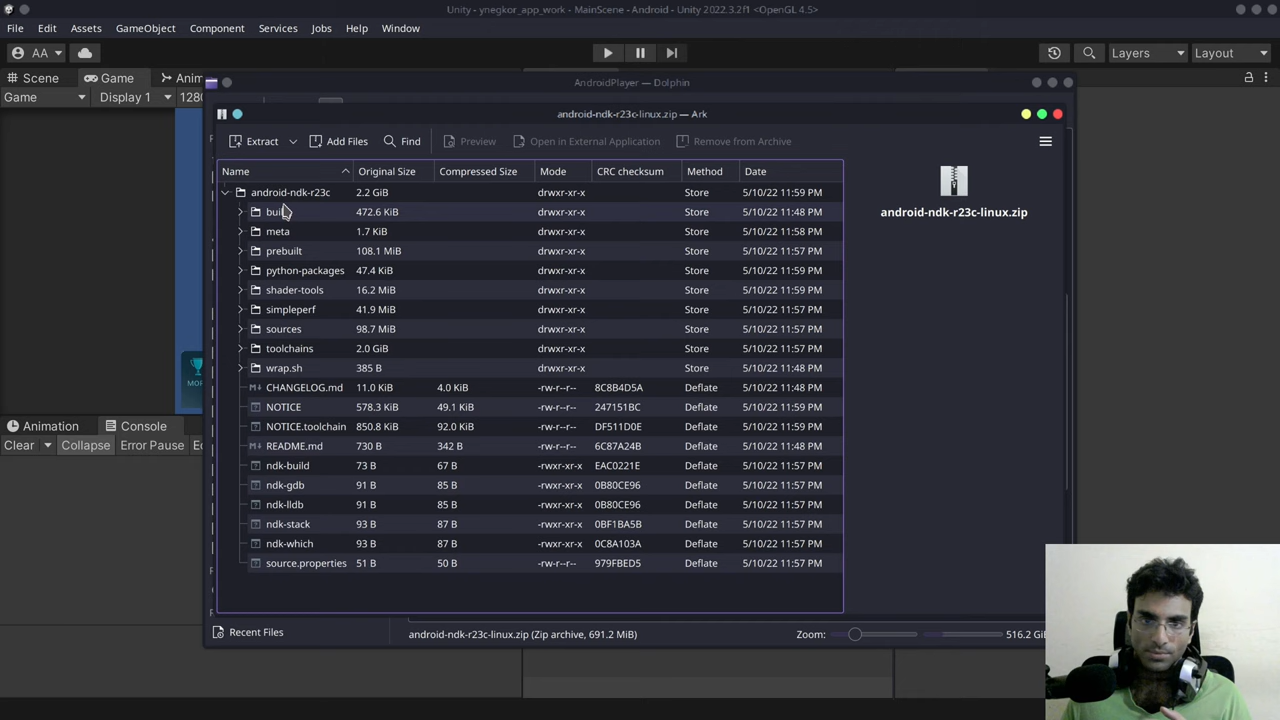 Unity - ynegkor_app_work - MainScene - Android - Unity 2022.3.2f1 <OpenGL 4.5>
File Edit Assets GameObject Component Services Jobs Help Window
AA Layers Layout
Scene Game Anim
Game Display 1 1280
AndroidPlayer — Dolphin
android-ndk-r23c-linux.zip — Ark
Extract Add Files Find Preview Open in External Application Remove from Archive
Name Original Size Compressed Size Mode CRC checksum Method Date
android-ndk-r23c 2.2 GiB drwxr-xr-x Store 5/10/22 11:59 PM
build 472.6 KiB drwxr-xr-x Store 5/10/22 11:48 PM
meta 1.7 KiB drwxr-xr-x Store 5/10/22 11:58 PM
prebuilt 108.1 MiB drwxr-xr-x Store 5/10/22 11:59 PM
python-packages 47.4 KiB drwxr-xr-x Store 5/10/22 11:59 PM
shader-tools 16.2 MiB drwxr-xr-x Store 5/10/22 11:59 PM
simpleperf 41.9 MiB drwxr-xr-x Store 5/10/22 11:57 PM
sources 98.7 MiB drwxr-xr-x Store 5/10/22 11:57 PM
toolchains 2.0 GiB drwxr-xr-x Store 5/10/22 11:57 PM
wrap.sh 385 B drwxr-xr-x Store 5/10/22 11:48 PM
CHANGELOG.md 11.0 KiB 4.0 KiB -rw-r--r-- 8C8B4D5A Deflate 5/10/22 11:48 PM
NOTICE 578.3 KiB 49.1 KiB -rw-r--r-- 247151BC Deflate 5/10/22 11:57 PM
NOTICE.toolchain 850.8 KiB 92.0 KiB -rw-r--r-- DF511D0E Deflate 5/10/22 11:57 PM
README.md 730 B 342 B -rw-r--r-- 6C87A24B Deflate 5/10/22 11:48 PM
ndk-build 73 B 67 B -rwxr-xr-x EAC0221E Deflate 5/10/22 11:57 PM
ndk-gdb 91 B 85 B -rwxr-xr-x 0B80CE96 Deflate 5/10/22 11:57 PM
ndk-lldb 91 B 85 B -rwxr-xr-x 0B80CE96 Deflate 5/10/22 11:57 PM
ndk-stack 93 B 87 B -rwxr-xr-x 0BF1BA5B Deflate 5/10/22 11:57 PM
ndk-which 93 B 87 B -rwxr-xr-x 0C8A103A Deflate 5/10/22 11:57 PM
source.properties 51 B 50 B -rw-r--r-- 979FBED5 Deflate 5/10/22 11:57 PM
android-ndk-r23c-linux.zip
MOR
Animation Console
Clear Collapse Error Pause Ec
Recent Files android-ndk-r23c-linux.zip (Zip archive, 691.2 MiB) Zoom: 516.2 GiB